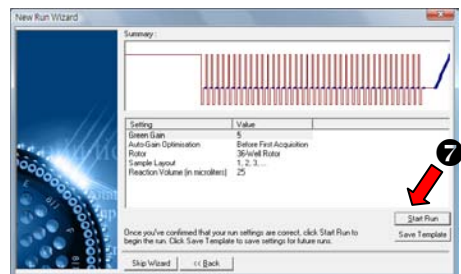 New Run Wizard
Summary :
Setting Value
Green Gain 5
Auto-Gain Optimisation Before First Acquisition
Rotor 36-Well Rotor
Sample Layout 1, 2, 3, ...
Reaction Volume (in microliters) 25
7
Start Run
Once you've confirmed that your run settings are correct, click Start Run to
begin the run. Click Save Template to save settings for future runs.
Save Template
Skip Wizard << Back